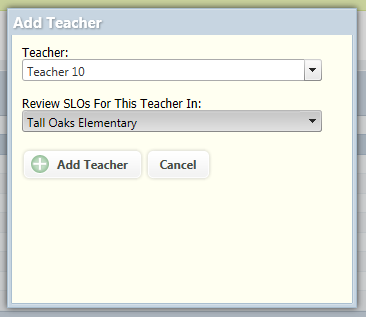 Add Teacher
Teacher:
Teacher 10
Review SLOs For This Teacher In:
Tall Oaks Elementary
Add Teacher Cancel